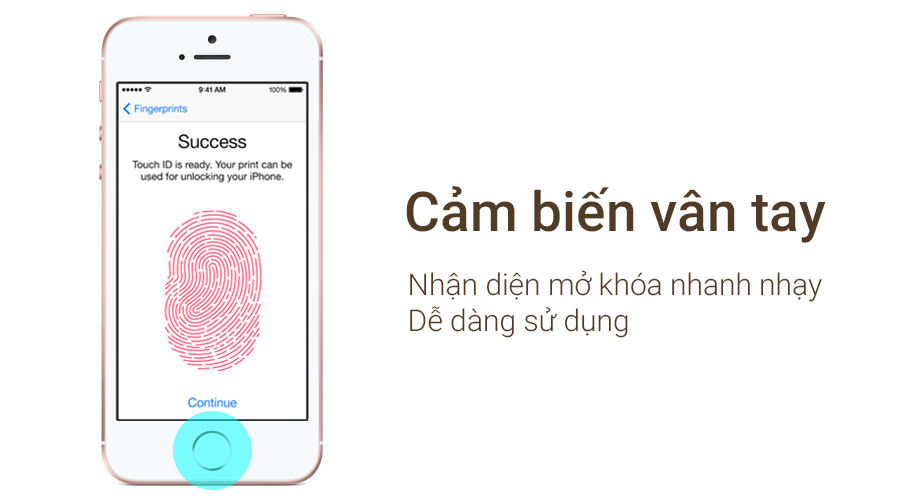 9:41 AM 100%
Fingerprints
Success
Touch ID is ready. Your print can be
used for unlocking your iPhone.
Continue
Cảm biến vân tay
Nhận diện mở khóa nhanh nhạy
Dễ dàng sử dụng